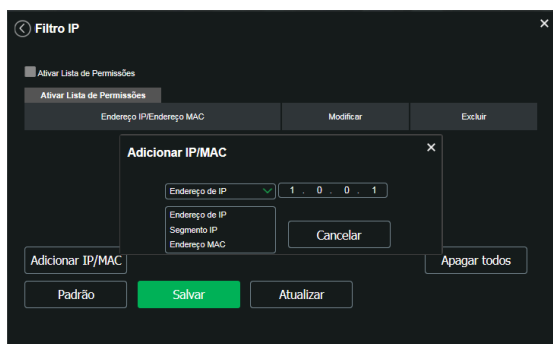 Filtro IP
Ativar Lista de Permissões
Ativar Lista de Permissões
Endereço IP/Endereço MAC Modificar Excluir
Adicionar IP/MAC
Endereço de IP 1 . 0 . 0 . 1
Endereço de IP
Segmento IP
Endereço MAC
Cancelar
Adicionar IP/MAC Apagar todos
Padrão Salvar Atualizar